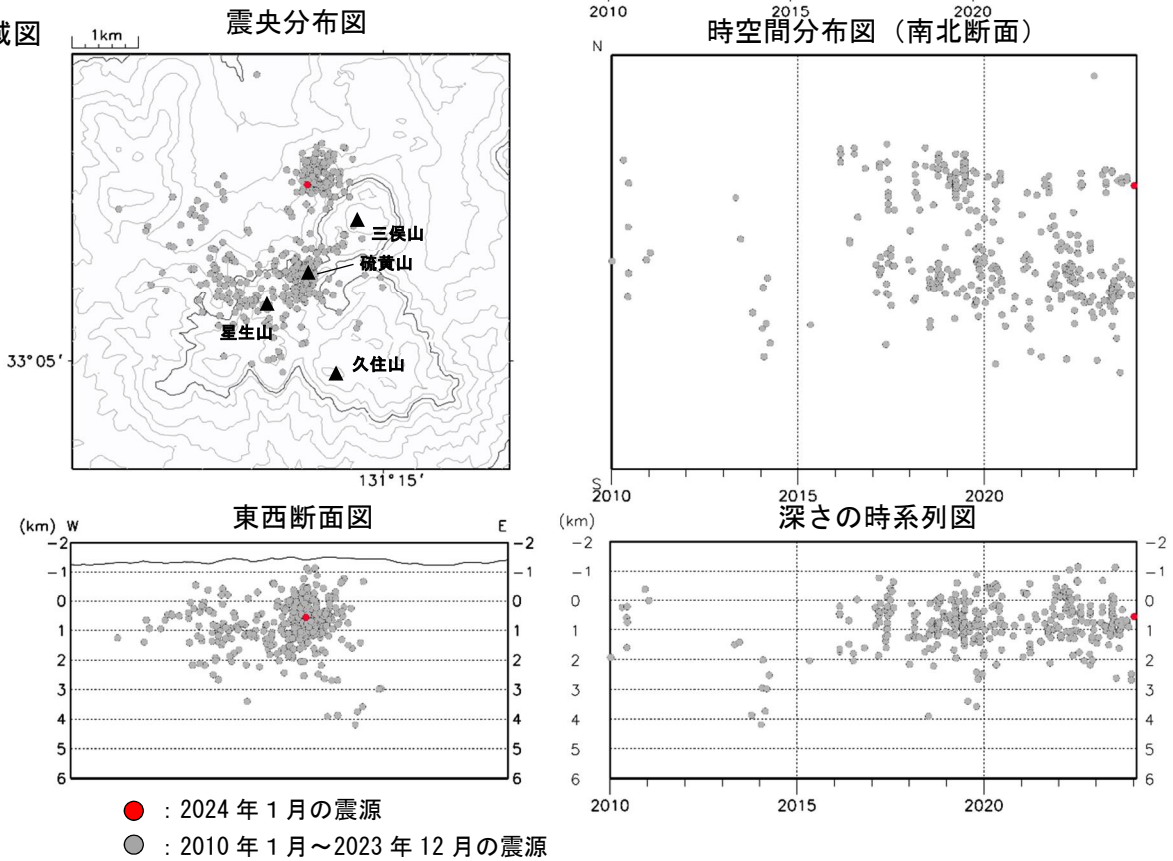 2010 2015 2020
域図
震央分布図
時空間分布図（南北断面）
1km
N
三俣山
硫黄山
星生山
久住山
33°05′
131°15′
S
2010 2015 2020
東西断面図
深さの時系列図
(km) W E
(km)
-2 -2 -2 -2
-1 -1 -1 -1
0 0 0 0
1 1 1 1
2 2 2 2
3 3 3 3
4 4 4 4
5 5 5 5
6 6 6 6
2010 2015 2020
：2024 年 1 月の震源
：2010 年 1 月～2023 年 12 月の震源